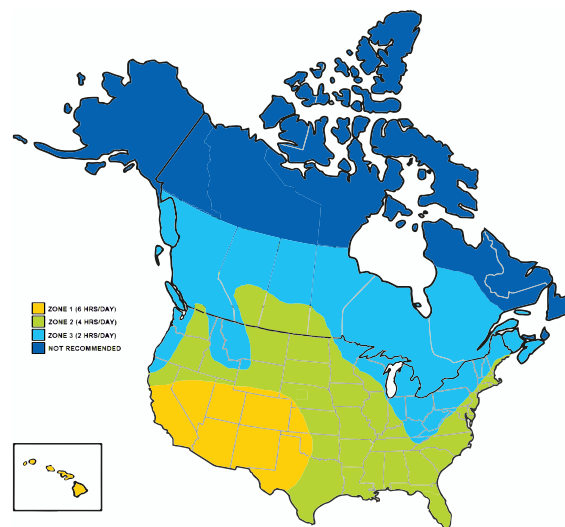 ZONE 1 (6 HRS/DAY)
ZONE 2 (4 HRS/DAY)
ZONE 3 (2 HRS/DAY)
NOT RECOMMENDED